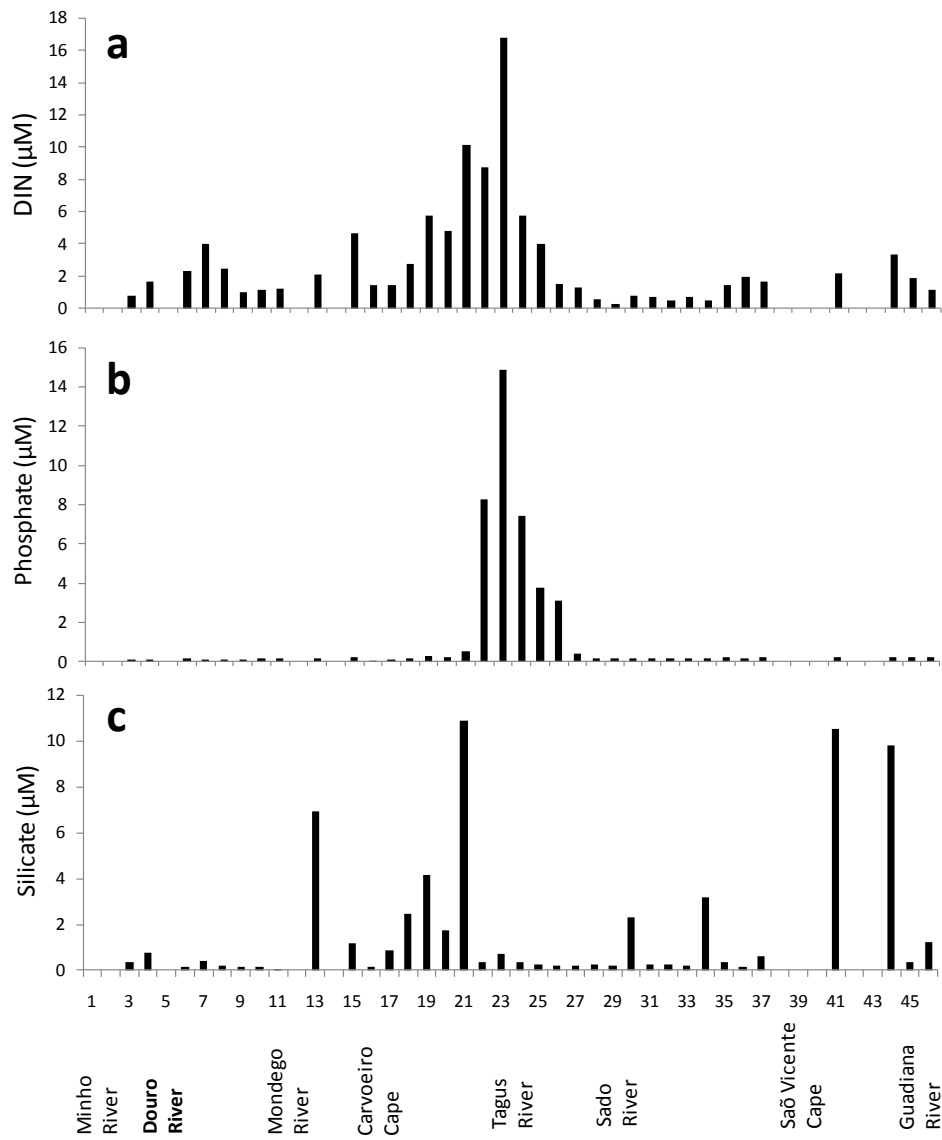 a
DIN (µM)
18
16
14
12
10
8
6
4
2
0
b
Phosphate (µM)
16
14
12
10
8
6
4
2
0
c
Silicate (µM)
12
10
8
6
4
2
0
1 3 5 7 9 11 13 15 17 19 21 23 25 27 29 31 33 35 37 39 41 43 45
Minho
River
Douro
River
Mondego
River
Carvoeiro
Cape
Tagus
River
Sado
River
Saõ Vicente
Cape
Guadiana
River